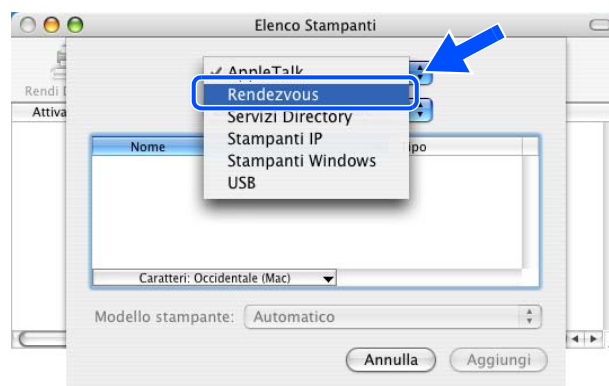 Elenco Stampanti
AppleTalk
Rendi
Rendezvous
Attiva
Servizi Directory
Stampanti IP
Nome
Tipo
Stampanti Windows
USB
Caratteri: Occidentale (Mac)
Modello stampante: Automatico
Annulla Aggiungi